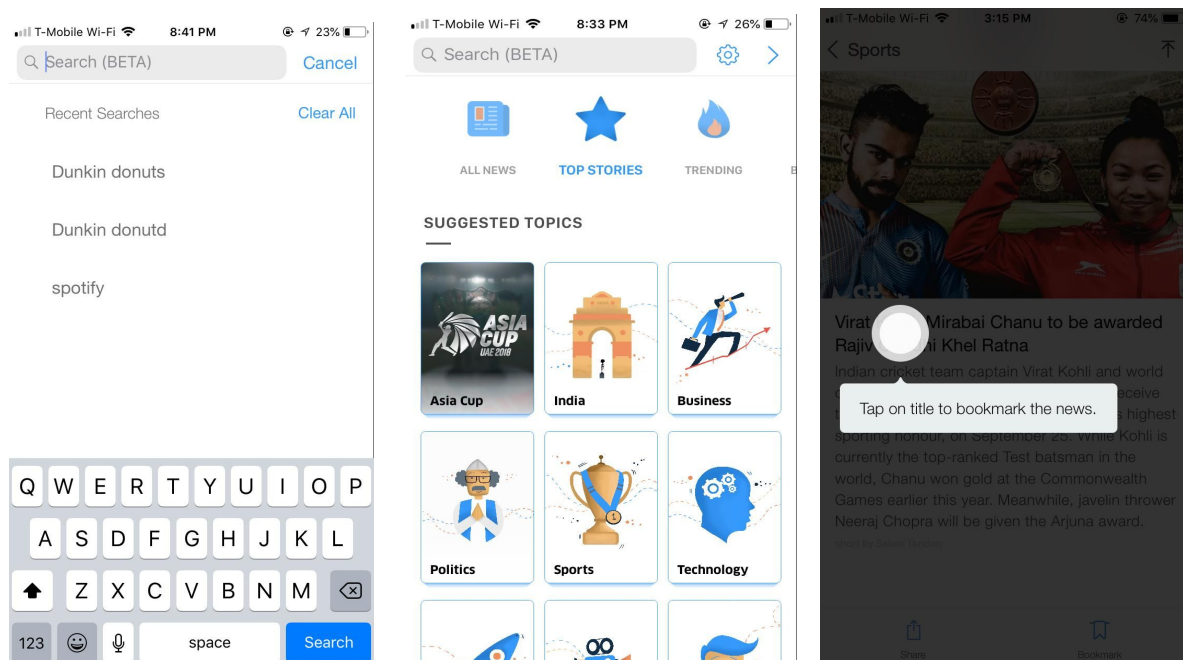 T-Mobile Wi-Fi 8:41 PM 23%
Search (BETA) Cancel
Recent Searches Clear All
Dunkin donuts
Dunkin donutd
spotify
Q W E R T Y U I O P
A S D F G H J K L
Z X C V B N M
123 space Search
T-Mobile Wi-Fi 8:33 PM 26%
Search (BETA)
ALL NEWS TOP STORIES TRENDING
SUGGESTED TOPICS
ASIA
CUP
UAE 2018
Asia Cup India Business
Politics Sports Technology
T-Mobile Wi-Fi 3:15 PM 74%
Sports
Virat Mirabai Chanu to be awarded
Rajiv Khel Ratna
Indian cricket team captain Virat Kohli and world
eceive
Tap on title to bookmark the news.
s highest
sporting honour, on September 25. While Kohli is
currently the top-ranked Test batsman in the
world, Chanu won gold at the Commonwealth
Games earlier this year. Meanwhile, javelin thrower
Neeraj Chopra will be given the Arjuna award.
Share Bookmark